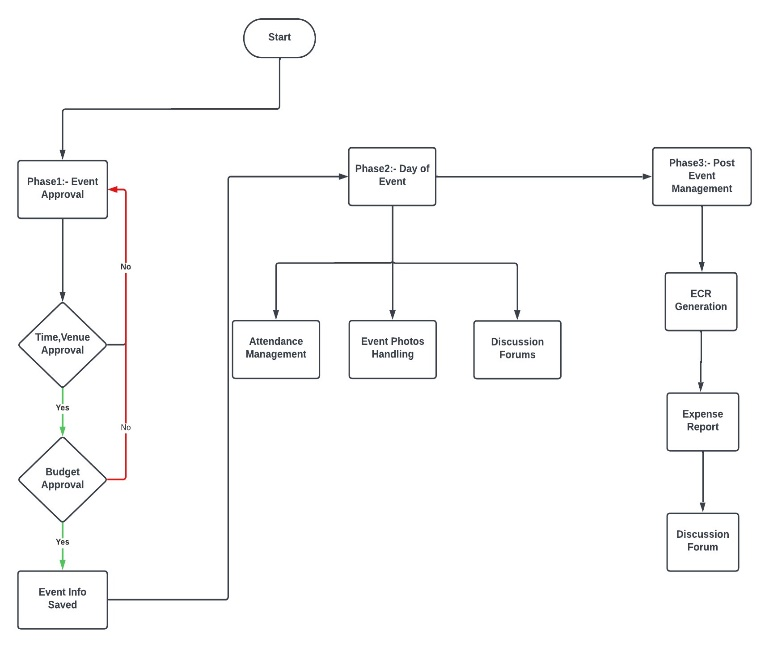 Start
Phase1:- Event
Approval
No
Time,Venue
Approval
Yes
No
Budget
Approval
Yes
Event Info
Saved
Phase2:- Day of
Event
Attendance
Management
Event Photos
Handling
Discussion
Forums
Phase3:- Post
Event
Management
ECR
Generation
Expense
Report
Discussion
Forum